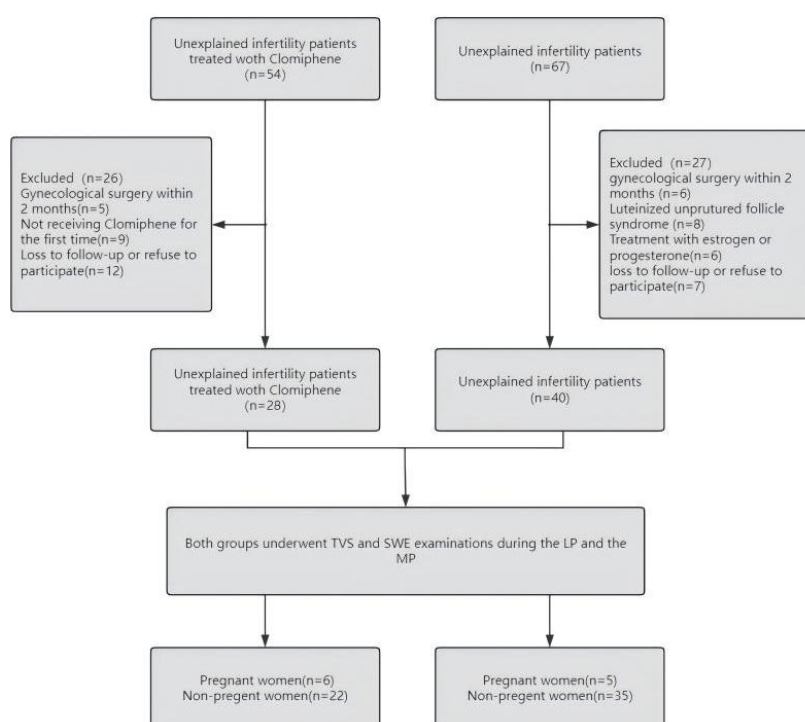 Unexplained infertility patients
treated woth Clomiphene
(n=54)
Unexplained infertility patients
(n=67)
Excluded (n=26)
Gynecological surgery within
2 months(n=5)
Not receiving Clomiphene for
the first time(n=9)
Loss to follow-up or refuse to
participate(n=12)
Excluded (n=27)
gynecological surgery within 2
months (n=6)
Luteinized unprutured follicle
syndrome (n=8)
Treatment with estrogen or
progesterone(n=6)
loss to follow-up or refuse to
participate(n=7)
Unexplained infertility patients
treated woth Clomiphene
(n=28)
Unexplained infertility patients
(n=40)
Both groups underwent TVS and SWE examinations during the LP and the
MP
Pregnant women(n=6)
Non-pregent women(n=22)
Pregnant women(n=5)
Non-pregent women(n=35)